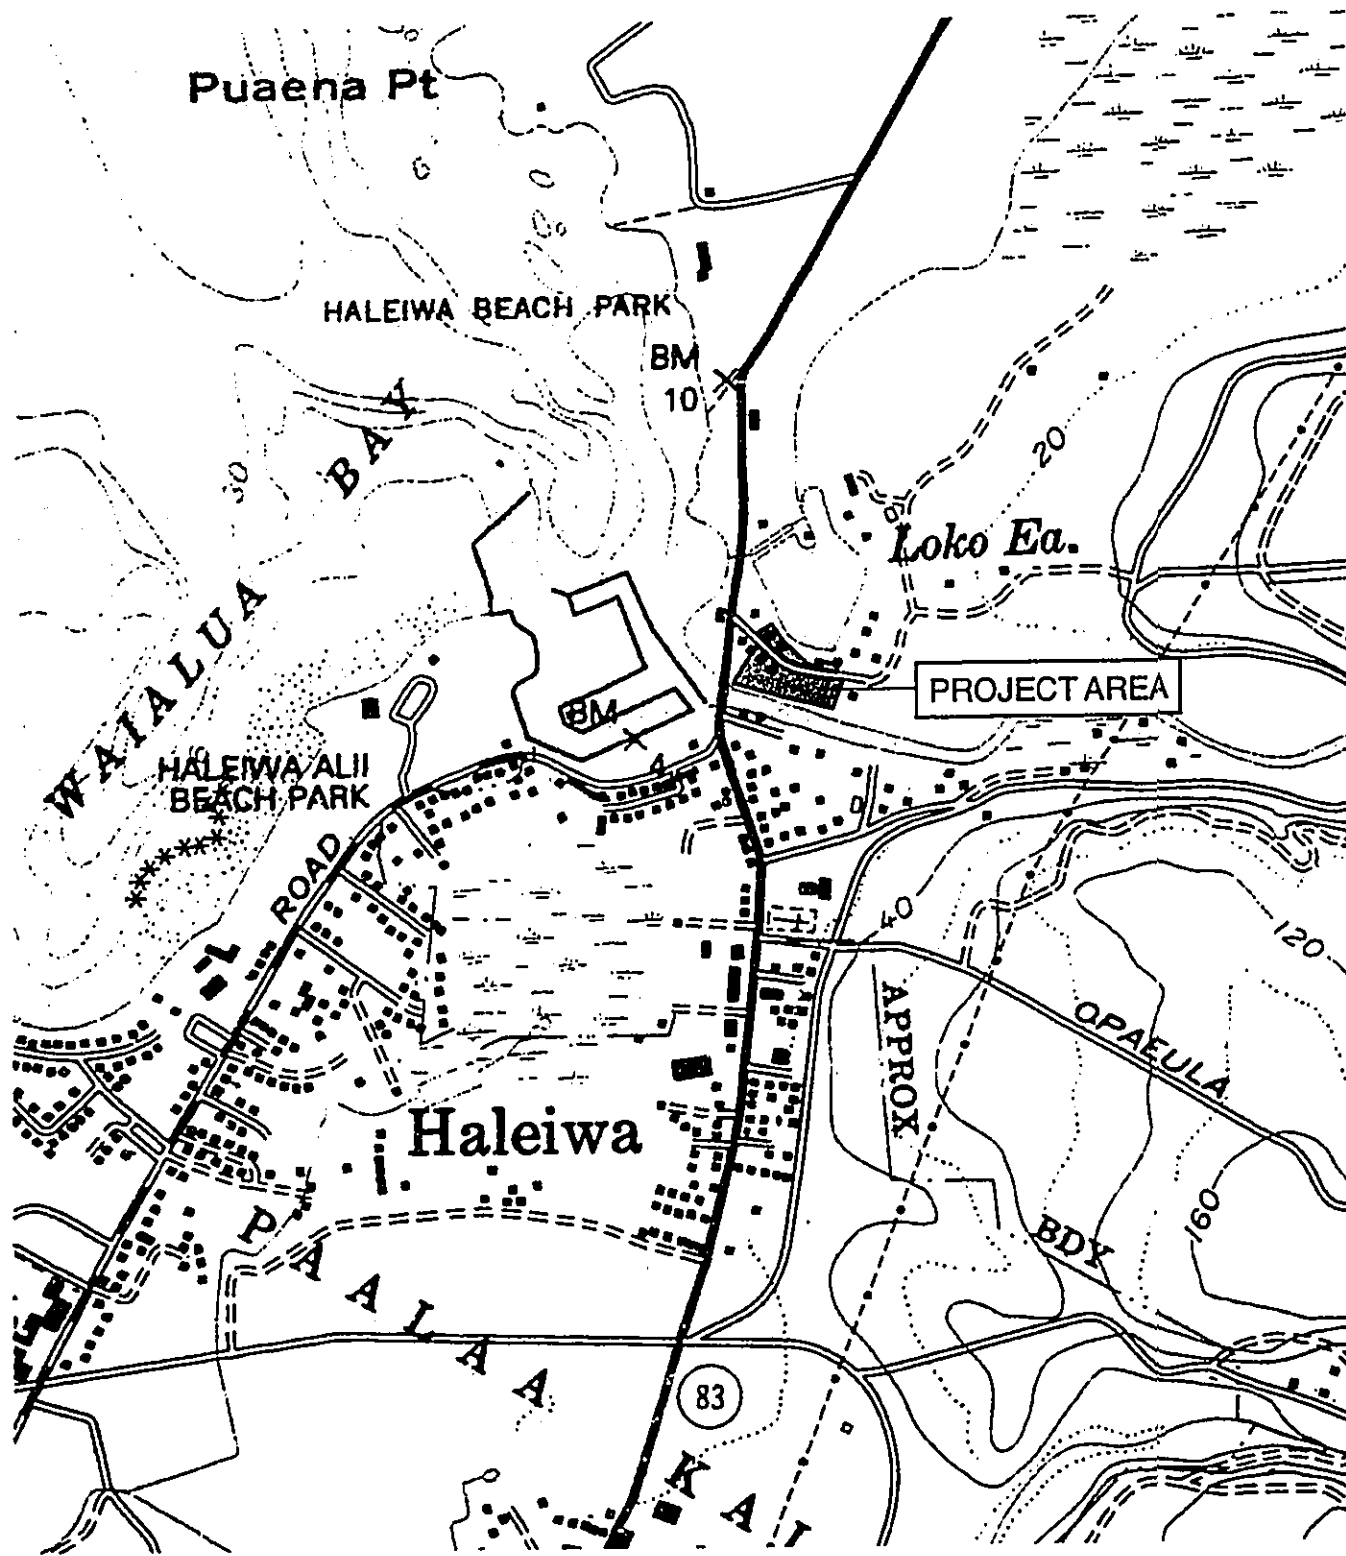 Puaena Pt
6
HALEIWA BEACH PARK
BM
10
BAY
30
20
Loko Ea.
WAIALUA
PROJECT AREA
BM
4
HALEIWA ALII
BEACH PARK
ROAD
40
120
APPROX
OPAEULA
Haleiwa
160
BDY
PAALAA
83
KAI